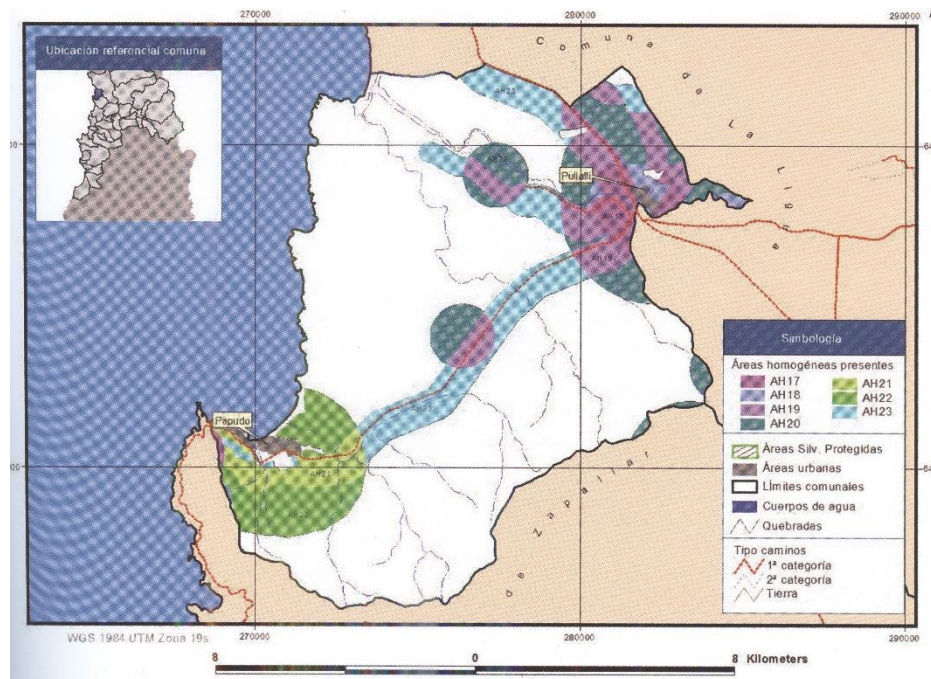 270000
280000
290000
Ubicación referencial comuna
Comuna
de La Ligua
AH23
Pullalli
AH19
AH23
Papudo
AH21
Zapallar
Simbología
Áreas homogéneas presentes
AH17
AH21
AH18
AH22
AH19
AH23
AH20
Áreas Silv. Protegidas
Áreas urbanas
Límites comunales
Cuerpos de agua
Quebradas
Tipo caminos
1ª categoría
2ª categoría
Tierra
WGS 1984.UTM Zona 19s
270000
280000
290000
8
0
8 Kilometers